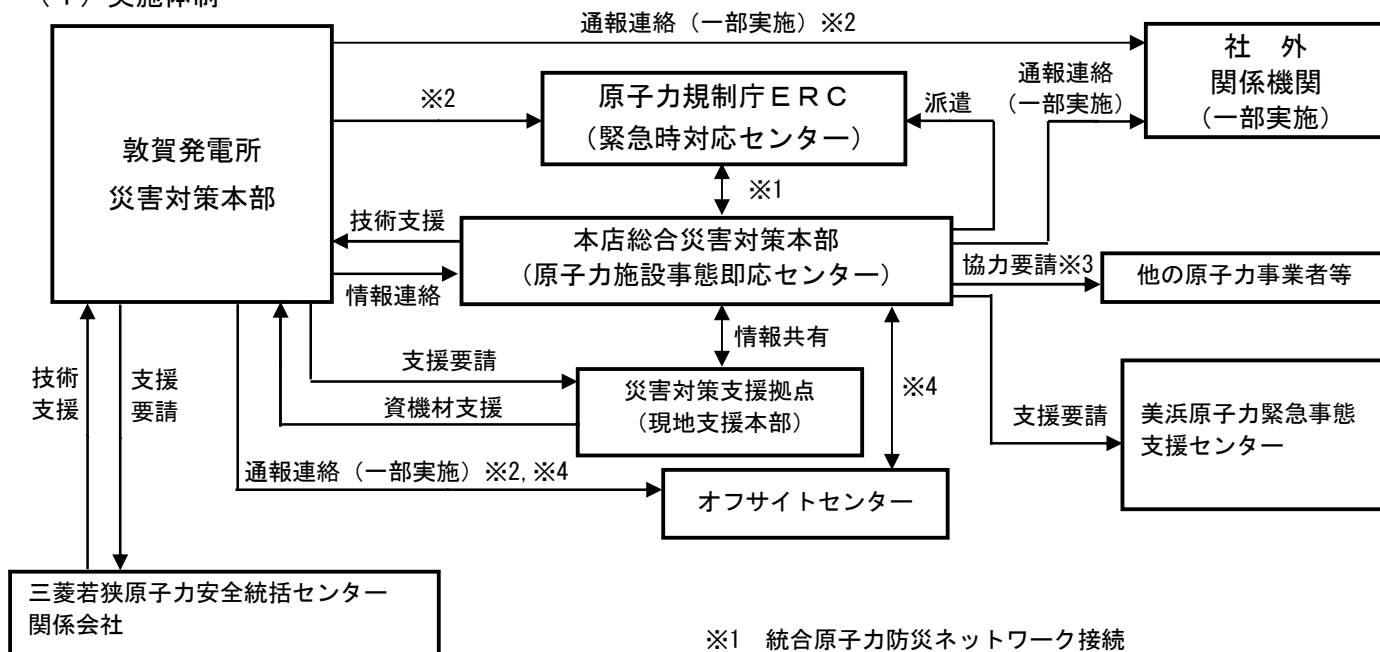 通報連絡（一部実施）※2
社　外
関係機関
（一部実施）
※2
原子力規制庁ＥＲＣ
（緊急時対応センター）
派遣
通報連絡
（一部実施）
敦賀発電所
災害対策本部
※1
技術支援
本店総合災害対策本部
（原子力施設事態即応センター）
協力要請※3
他の原子力事業者等
情報連絡
情報共有
技術
支援
支援
要請
支援要請
資機材支援
災害対策支援拠点
（現地支援本部）
※4
支援要請
美浜原子力緊急事態
支援センター
通報連絡（一部実施）※2,※4
オフサイトセンター
三菱若狭原子力安全統括センター
関係会社
※1　統合原子力防災ネットワーク接続